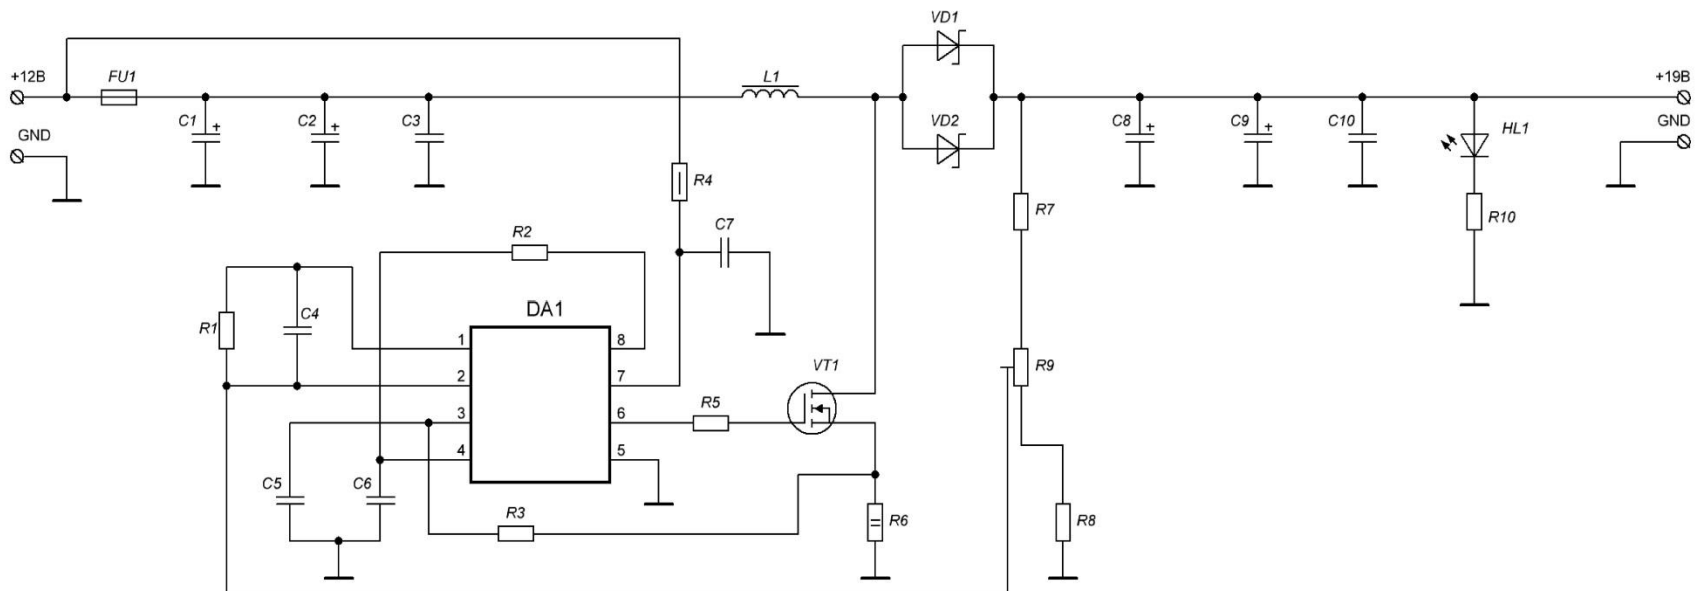 VD1
+12В
FU1
L1
+19В
GND
C1
+
C2
+
C3
VD2
C8
+
C9
+
C10
HL1
GND
R4
R7
R10
R2
C7
R1
C4
DA1
1
8
2
7
VT1
R9
3
6
R5
4
5
C5
C6
R3
R6
R8